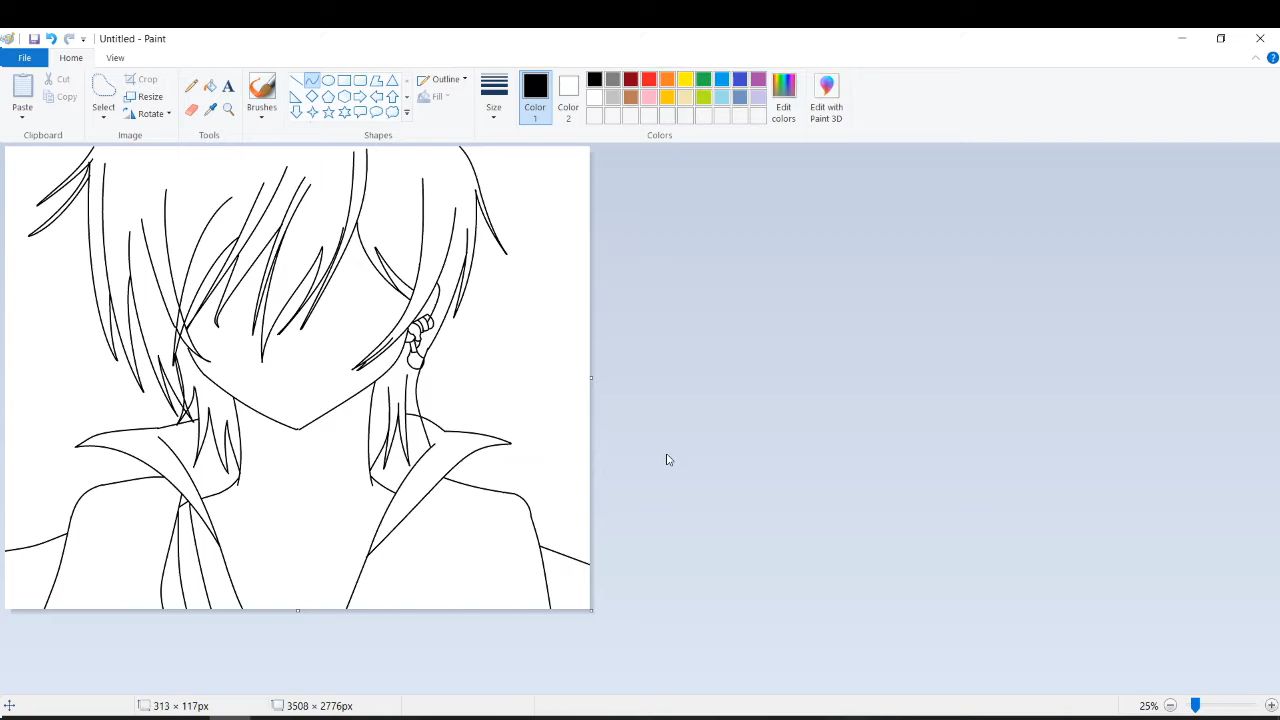 Untitled - Paint
File Home View
Paste
Cut
Copy
Clipboard
Select
Crop
Resize
Rotate
Image
A
Tools
Brushes
Outline
Fill
Shapes
Size
Color
1
Color
2
Edit
colors
Colors
Edit with
Paint 3D
?
313 × 117px
3508 × 2776px
25%